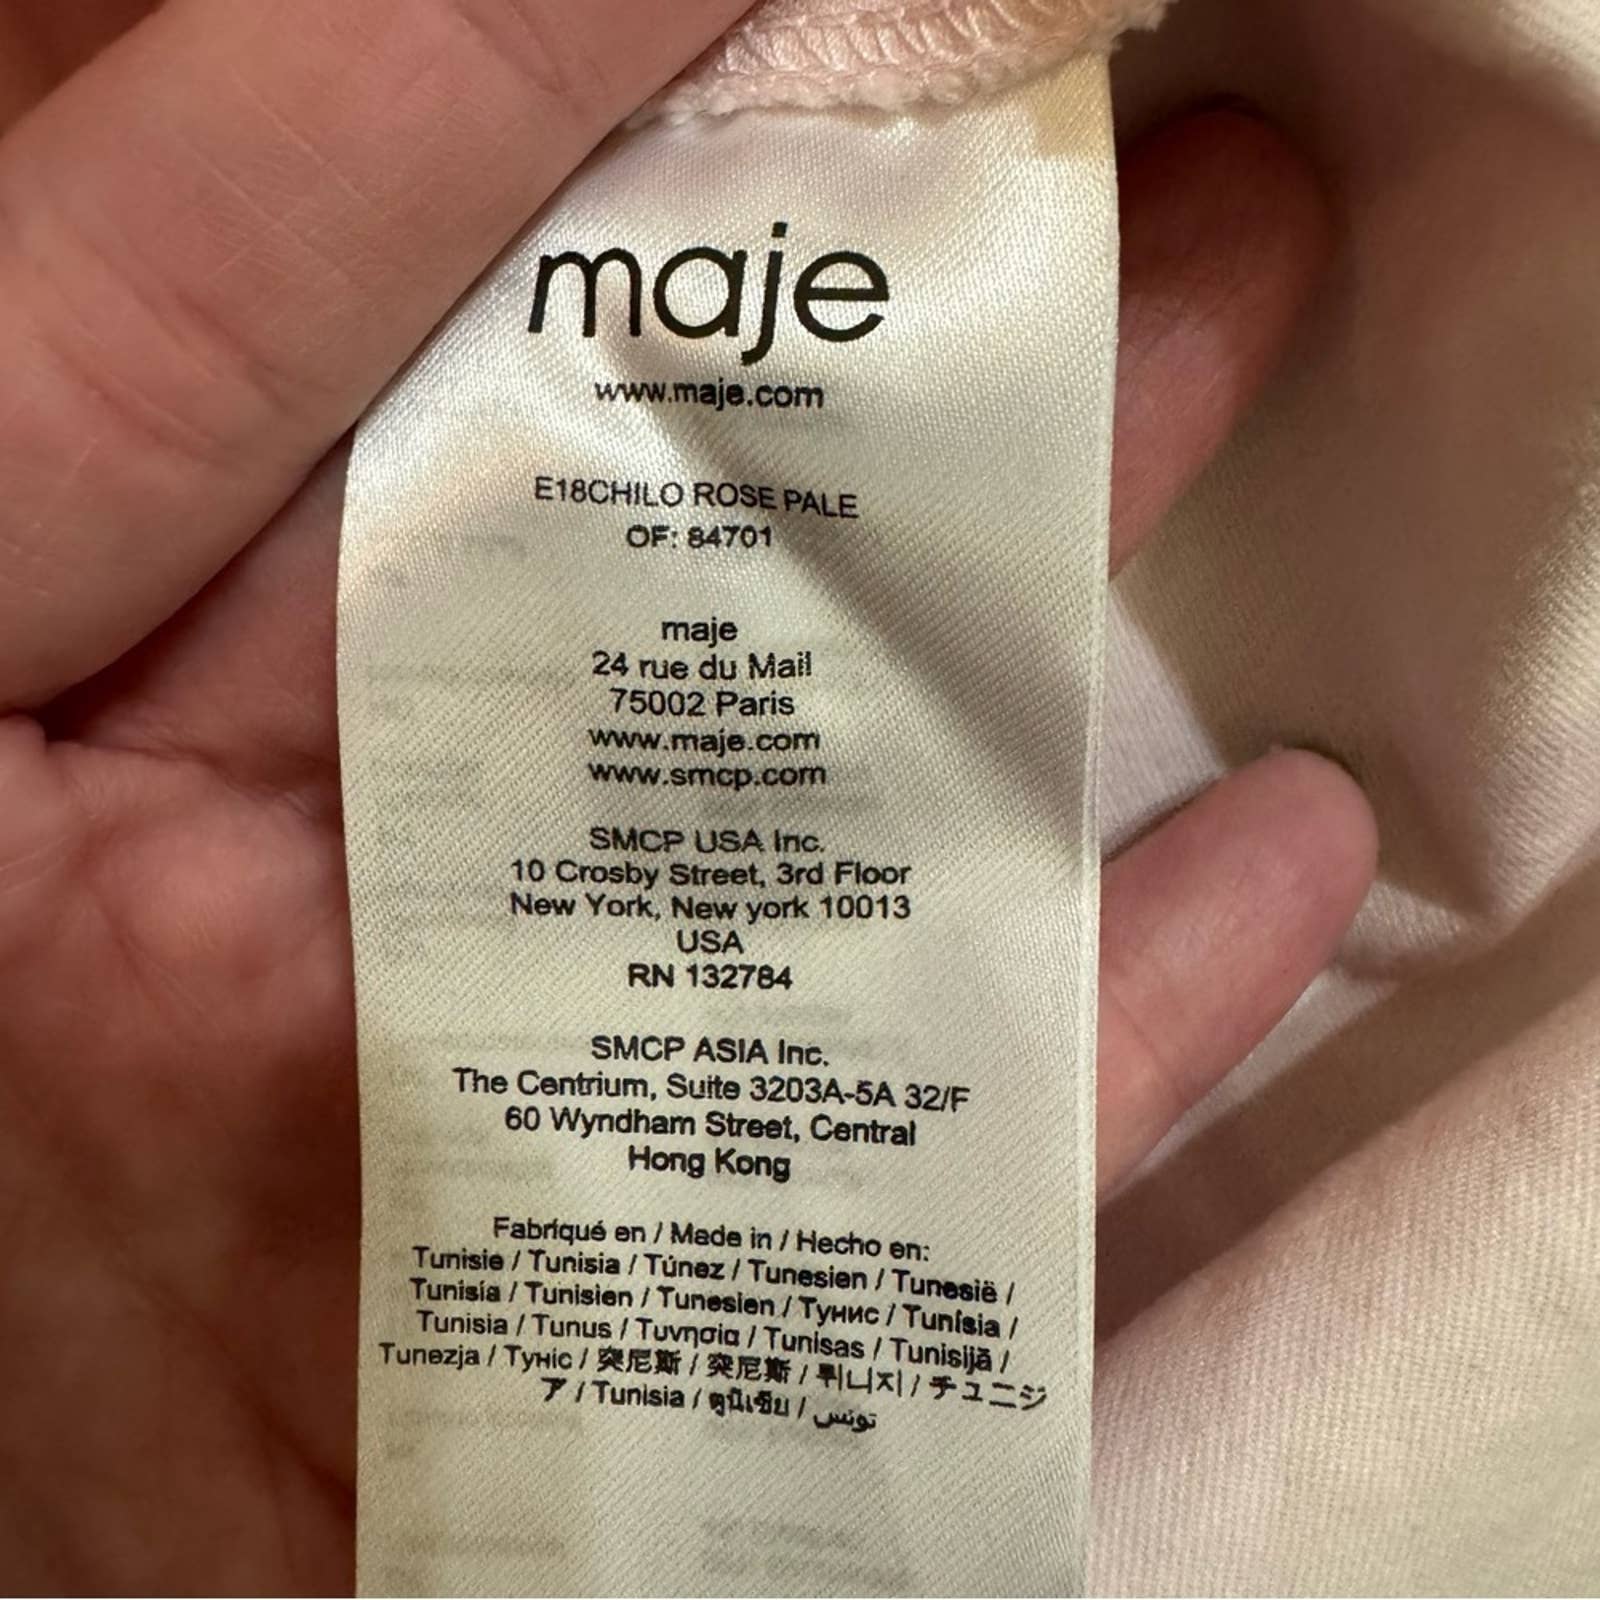 maje
www.maje.com
E18CHILO ROSE PALE
OF: 84701
maje
24 rue du Mail
75002 Paris
www.maje.com
www.smcp.com
SMCP USA Inc.
10 Crosby Street, 3rd Floor
New York, New york 10013
USA
RN 132784
SMCP ASIA Inc.
The Centrium, Suite 3203A-5A 32/F
60 Wyndham Street, Central
Hong Kong
Fabriqué en / Made in / Hecho en:
Tunisie / Tunisia / Túnez / Tunesien / Tunesië /
Tunisía / Tunisien / Tunesien / Тунис / Tunísia /
Tunisia / Tunus / Τυνησία / Tunisas / Tunisijā /
Tunezja / Туніс / 突尼斯 / 突尼斯 / 튀니지 / チュニジ
ア / Tunisia / ตูนิเซีย / تونس